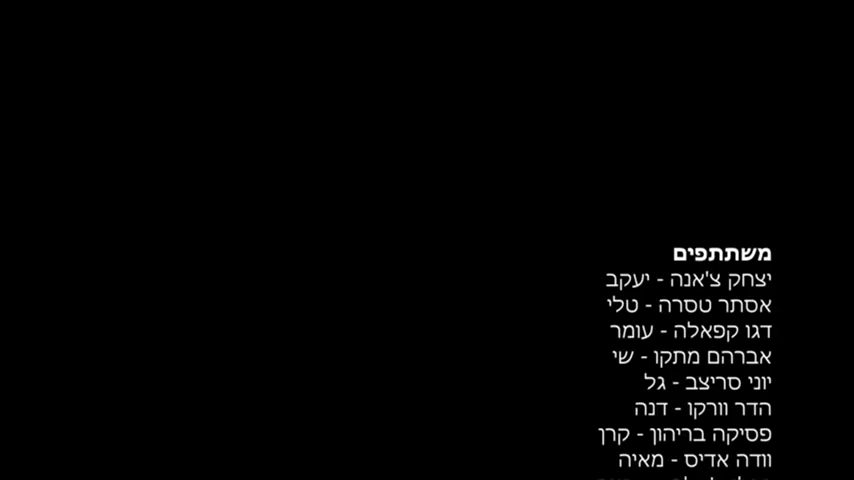 משתתפים
יצחק צ'אנה - יעקב
אסתר טסרה - טלי
דגו קפאלה - עומר
אברהם מתקו - שי
יוני סריצב - גל
הדר וורקו - דנה
פסיקה בריהון - קרן
וודה אדיס - מאיה